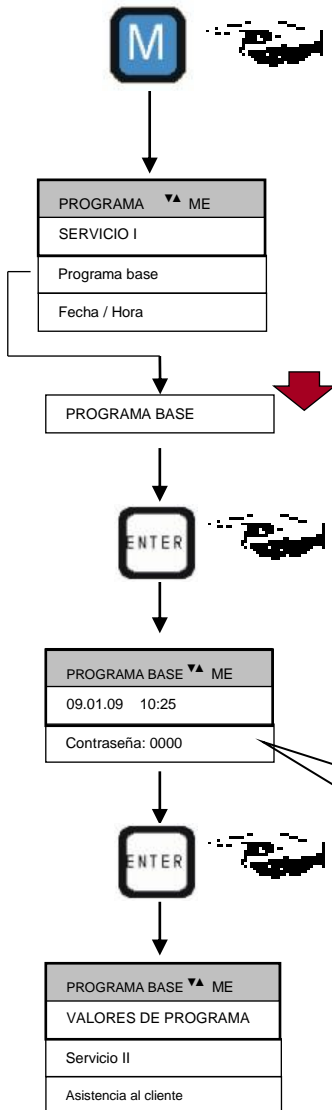 M
PROGRAMA ▼▲ ME
SERVICIO I
Programa base
Fecha / Hora
PROGRAMA BASE
ENTER
PROGRAMA BASE ▼▲ ME
09.01.09 10:25
Contraseña: 0000
ENTER
PROGRAMA BASE ▼▲ ME
VALORES DE PROGRAMA
Servicio II
Asistencia al cliente